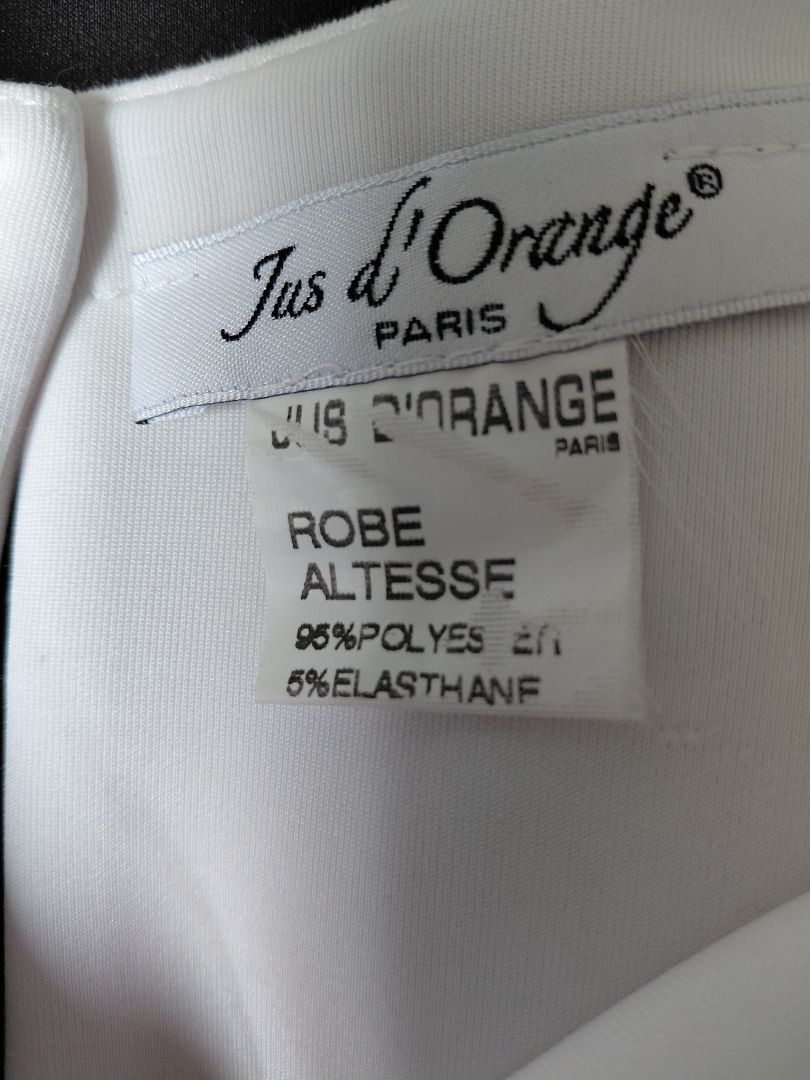 Jus d'Orange®
PARIS
JUS D'ORANGE
PARIS
ROBE
ALTESSE
95%POLYESTER
5%ELASTHANE